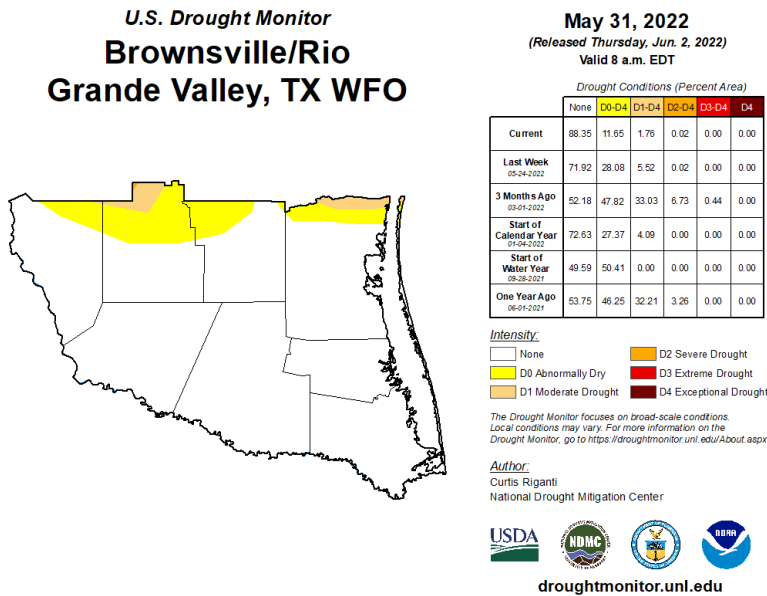 U.S. Drought Monitor
Brownsville/Rio
Grande Valley, TX WFO
May 31, 2022
(Released Thursday, Jun. 2, 2022)
Valid 8 a.m. EDT
Drought Conditions (Percent Area)
None D0-D4 D1-D4 D2-D4 D3-D4 D4
Current 88.35 11.65 1.76 0.02 0.00 0.00
Last Week
05-24-2022
71.92 28.08 5.52 0.02 0.00 0.00
3 Months Ago
03-01-2022
52.18 47.82 33.03 6.73 0.44 0.00
Start of
Calendar Year
01-04-2022
72.63 27.37 4.09 0.00 0.00 0.00
Start of
Water Year
09-28-2021
49.59 50.41 0.00 0.00 0.00 0.00
One Year Ago
06-01-2021
53.75 46.25 32.21 3.26 0.00 0.00
Intensity:
None
D0 Abnormally Dry
D1 Moderate Drought
D2 Severe Drought
D3 Extreme Drought
D4 Exceptional Drought
The Drought Monitor focuses on broad-scale conditions.
Local conditions may vary. For more information on the
Drought Monitor, go to https://droughtmonitor.unl.edu/About.aspx
Author:
Curtis Riganti
National Drought Mitigation Center
USDA
NDMC
NOAA
droughtmonitor.unl.edu